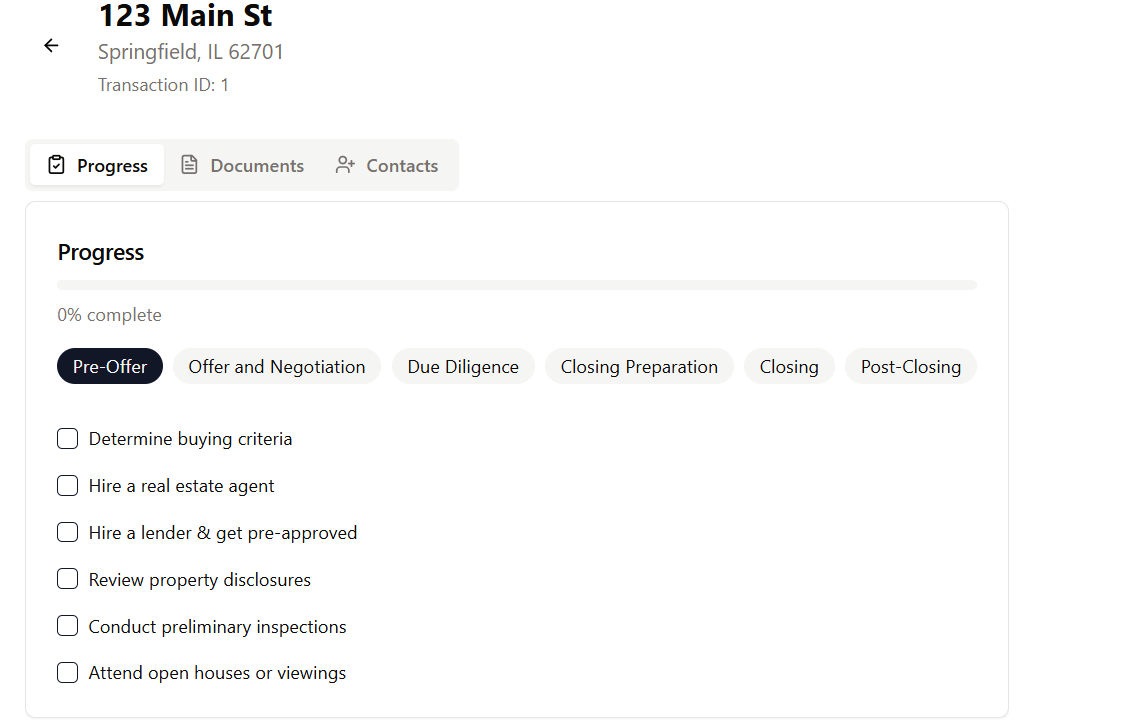 123 Main St
Springfield, IL 62701
Transaction ID: 1
Progress Documents Contacts
Progress
0% complete
Pre-Offer Offer and Negotiation Due Diligence Closing Preparation Closing Post-Closing
Determine buying criteria
Hire a real estate agent
Hire a lender & get pre-approved
Review property disclosures
Conduct preliminary inspections
Attend open houses or viewings